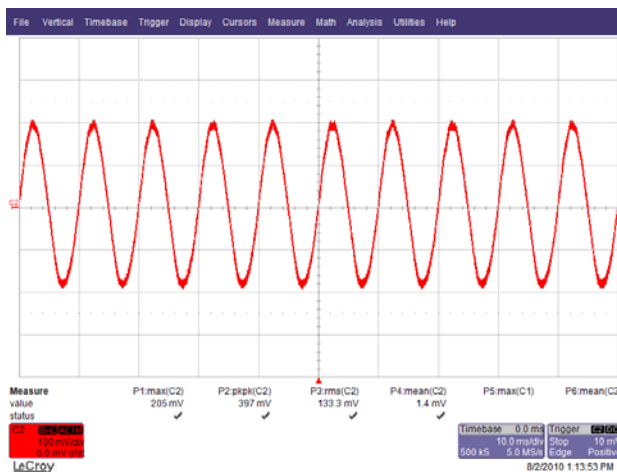 File Vertical Timebase Trigger Display Cursors Measure Math Analysis Utilities Help
C2
Measure P1:max(C2) P2:pkpk(C2) P3:rms(C2) P4:mean(C2) P5:max(C1) P6:mean(C2
value 205 mV 397 mV 133.3 mV 1.4 mV
status
C2
100 mV/div
0.0 mV ofst
Timebase 0.0 ms
10.0 ms/div
500 kS 5.0 MS/s
Trigger C2 DC
Stop 10 m
Edge Positiv
LeCroy
8/2/2010 1:13:53 PM